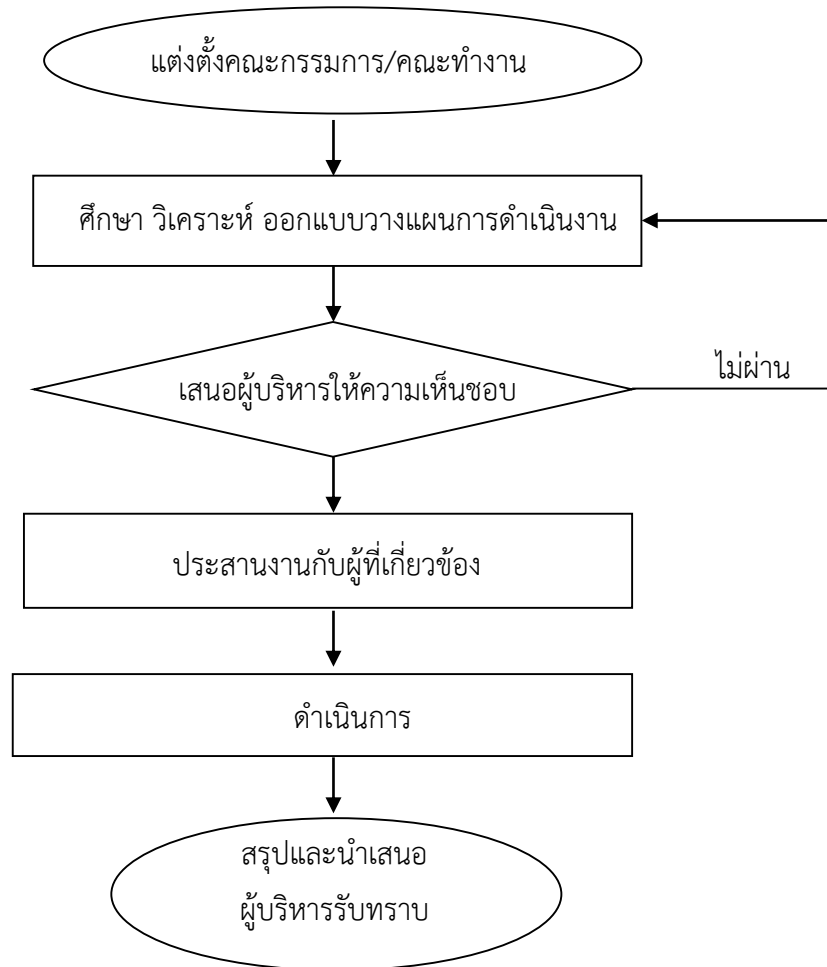 แต่งตั้งคณะกรรมการ/คณะทำงาน
ศึกษา วิเคราะห์ ออกแบบวางแผนการดำเนินงาน
เสนอผู้บริหารให้ความเห็นชอบ
ไม่ผ่าน
ประสานงานกับผู้ที่เกี่ยวข้อง
ดำเนินการ
สรุปและนำเสนอ
ผู้บริหารรับทราบ